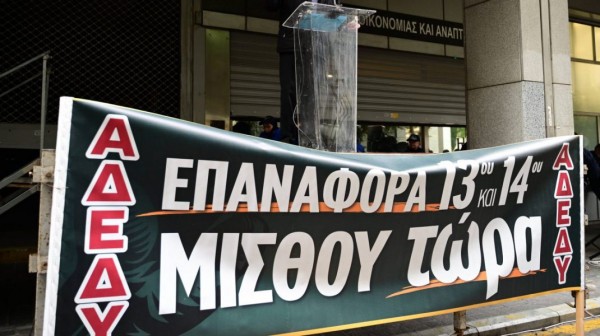 ΟΙΚΟΝΟΜΙΑΣ ΚΑΙ ΑΝΑΠΤ
ΑΔΕΔΥ
ΕΠΑΝΑΦΟΡΑ 13ου ΚΑΙ 14ου
ΜΙΣΘΟΥ τώρα
ΑΔΕΔΥ